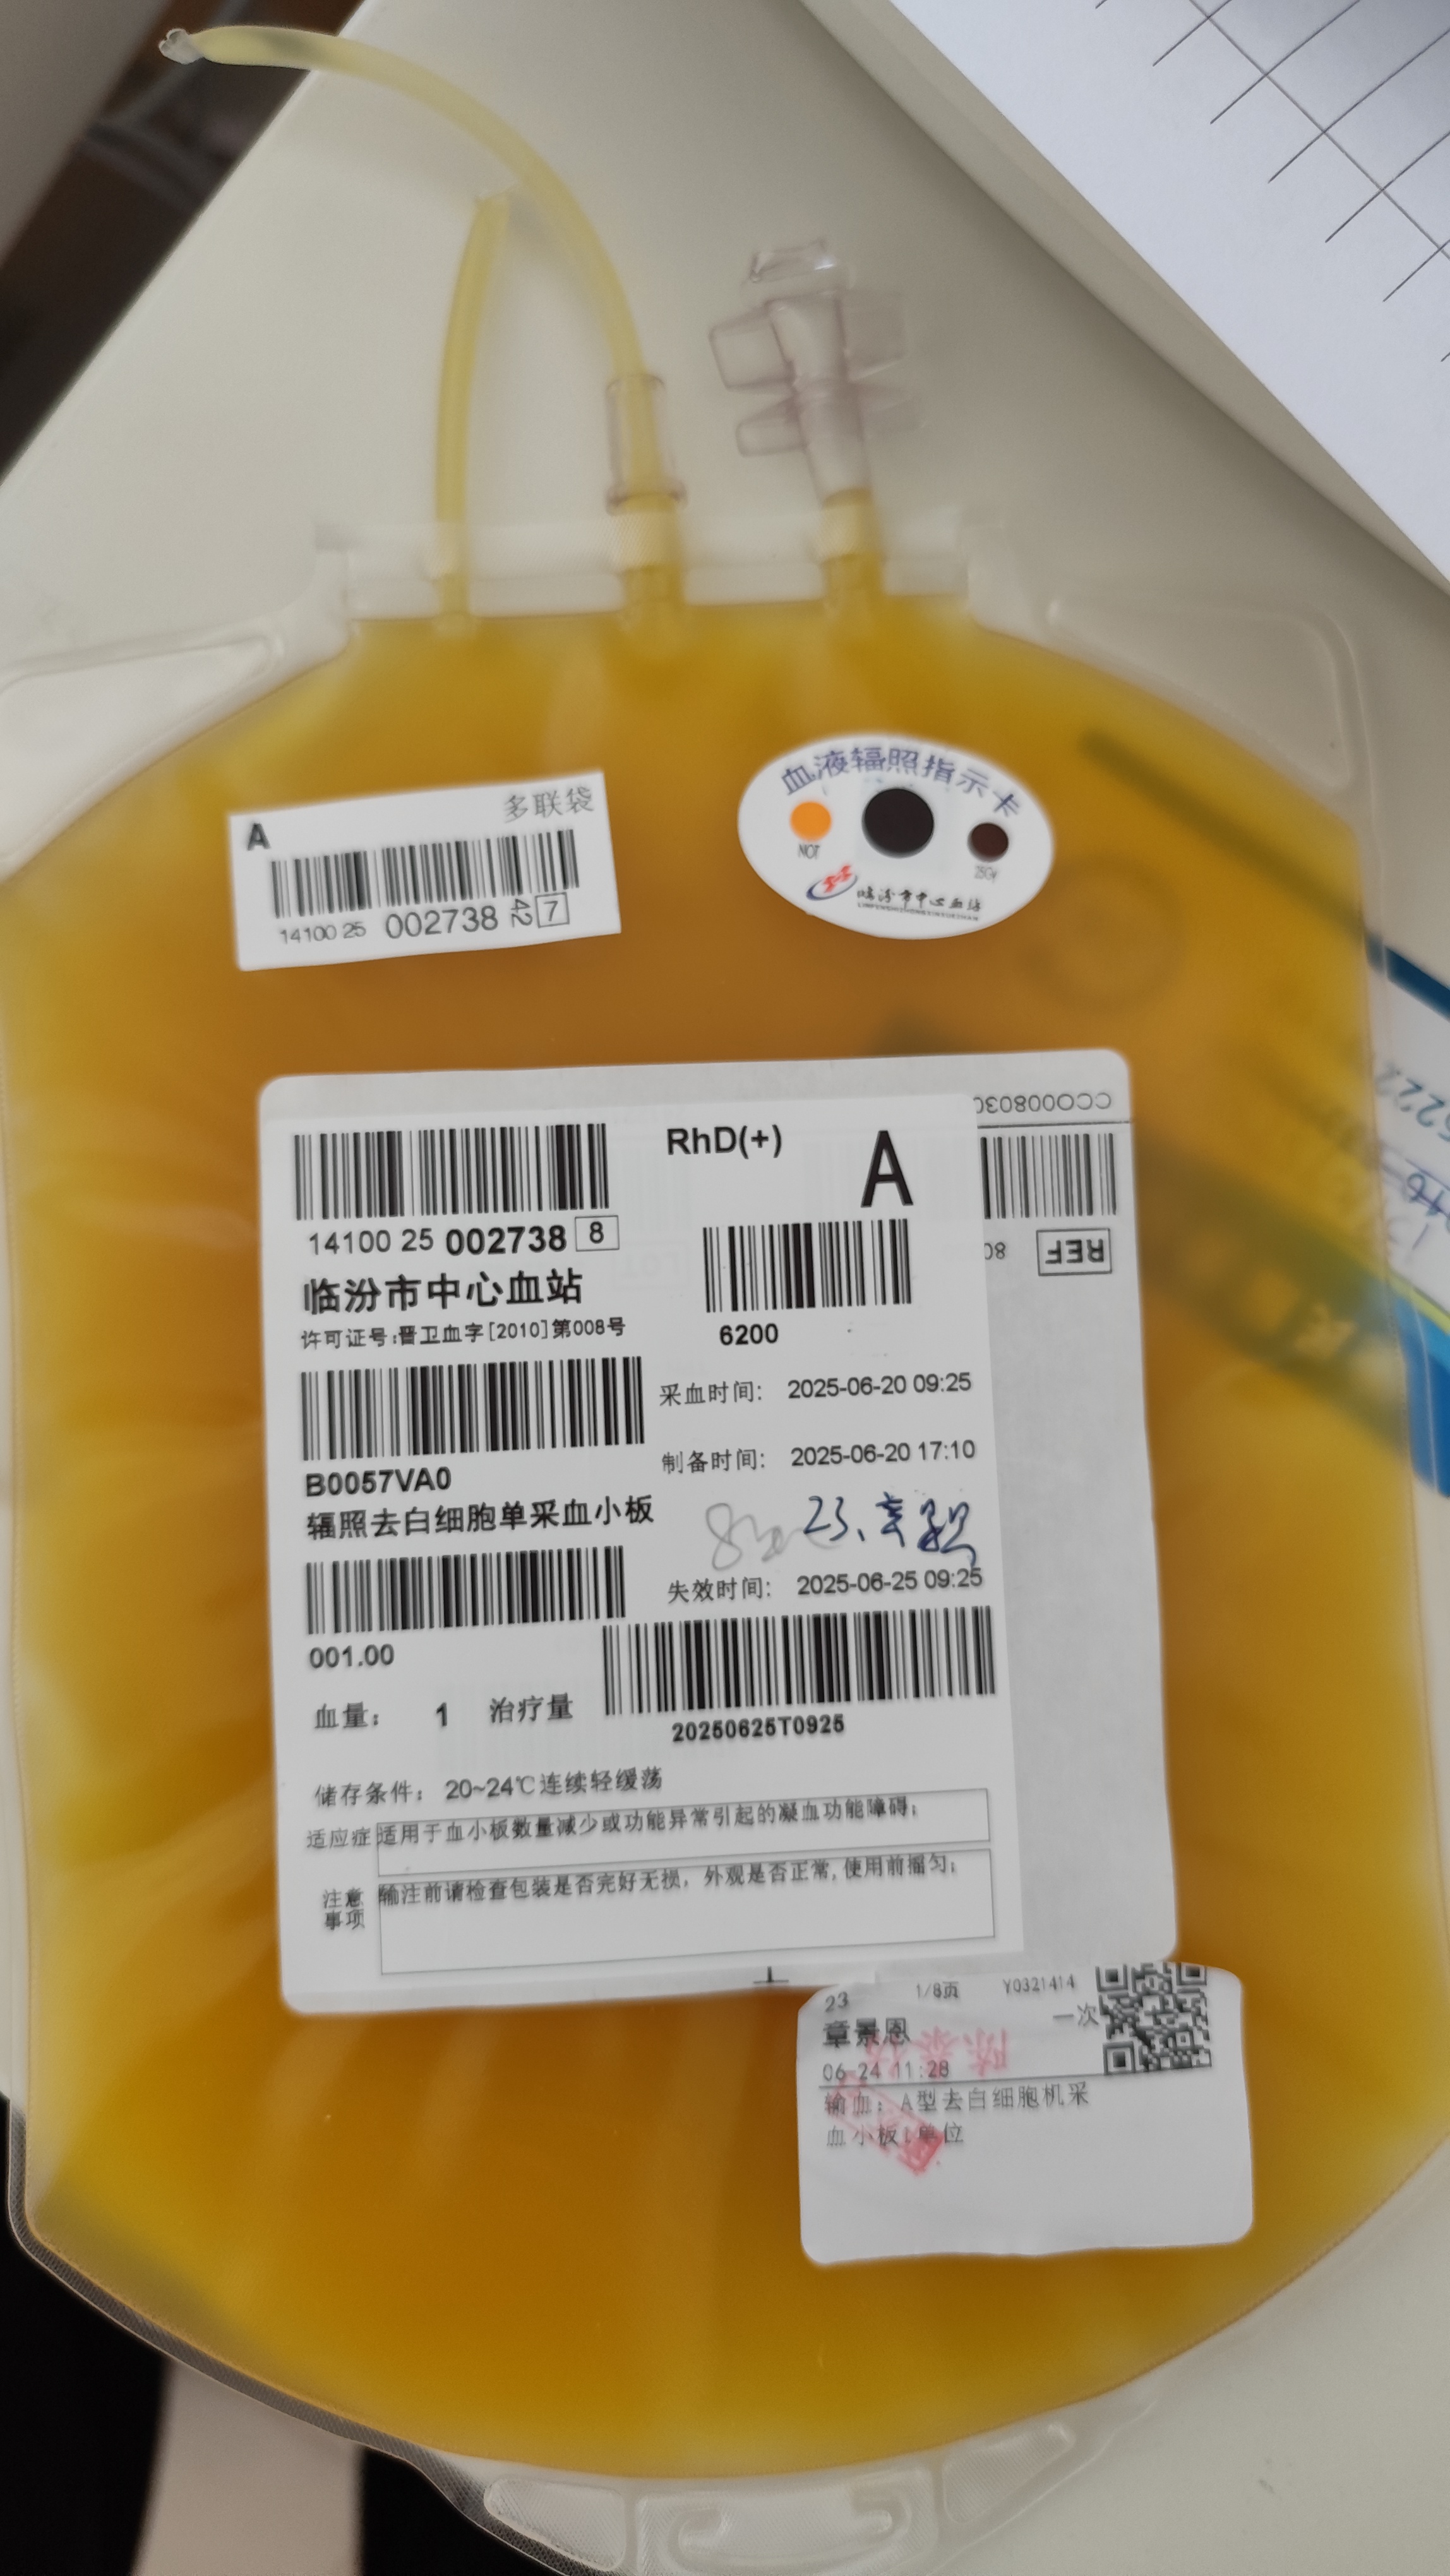 多联袋
A
14100 25 002738 42 7
血液辐照指示卡
NOT
25Gy
临汾市中心血站
CC0008030
RhD(+)
A
14100 25 002738 8
REF
80
临汾市中心血站
许可证号:晋卫血字[2010]第008号
6200
采血时间: 2025-06-20 09:25
B0057VA0
制备时间: 2025-06-20 17:10
辐照去白细胞单采血小板
23.章景恩
失效时间: 2025-06-25 09:25
001.00
血量: 1 治疗量
20250625T0925
储存条件: 20~24℃连续轻缓荡
适应症 适用于血小板数量减少或功能异常引起的凝血功能障碍;
注意事项 输注前请检查包装是否完好无损, 外观是否正常, 使用前摇匀;
23 1/8页 Y0321414
章景恩 一次
06-24 11:28
输血: A型去白细胞机采
血小板1单位